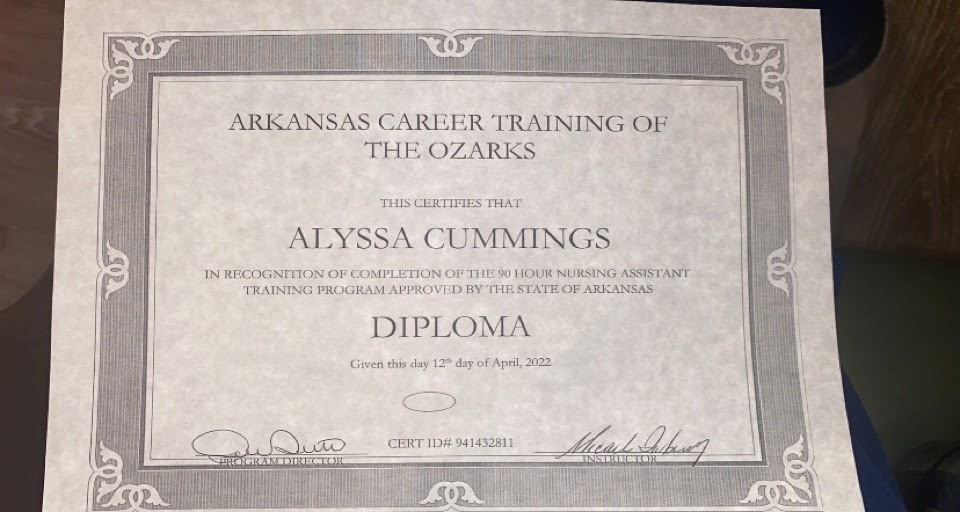 ARKANSAS CAREER TRAINING OF
THE OZARKS
THIS CERTIFIES THAT
ALYSSA CUMMINGS
IN RECOGNITION OF COMPLETION OF THE 90 HOUR NURSING ASSISTANT
TRAINING PROGRAM APPROVED BY THE STATE OF ARKANSAS
DIPLOMA
Given this day 12th day of April, 2022
CERT ID# 941432811
PROGRAM DIRECTOR
INSTRUCTOR